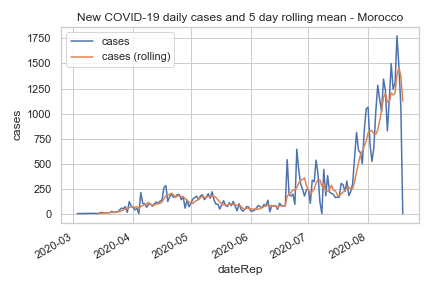 New COVID-19 daily cases and 5 day rolling mean - Morocco
cases
cases (rolling)
1750
1500
1250
1000
750
500
250
0
cases
2020-03
2020-04
2020-05
2020-06
2020-07
2020-08
dateRep